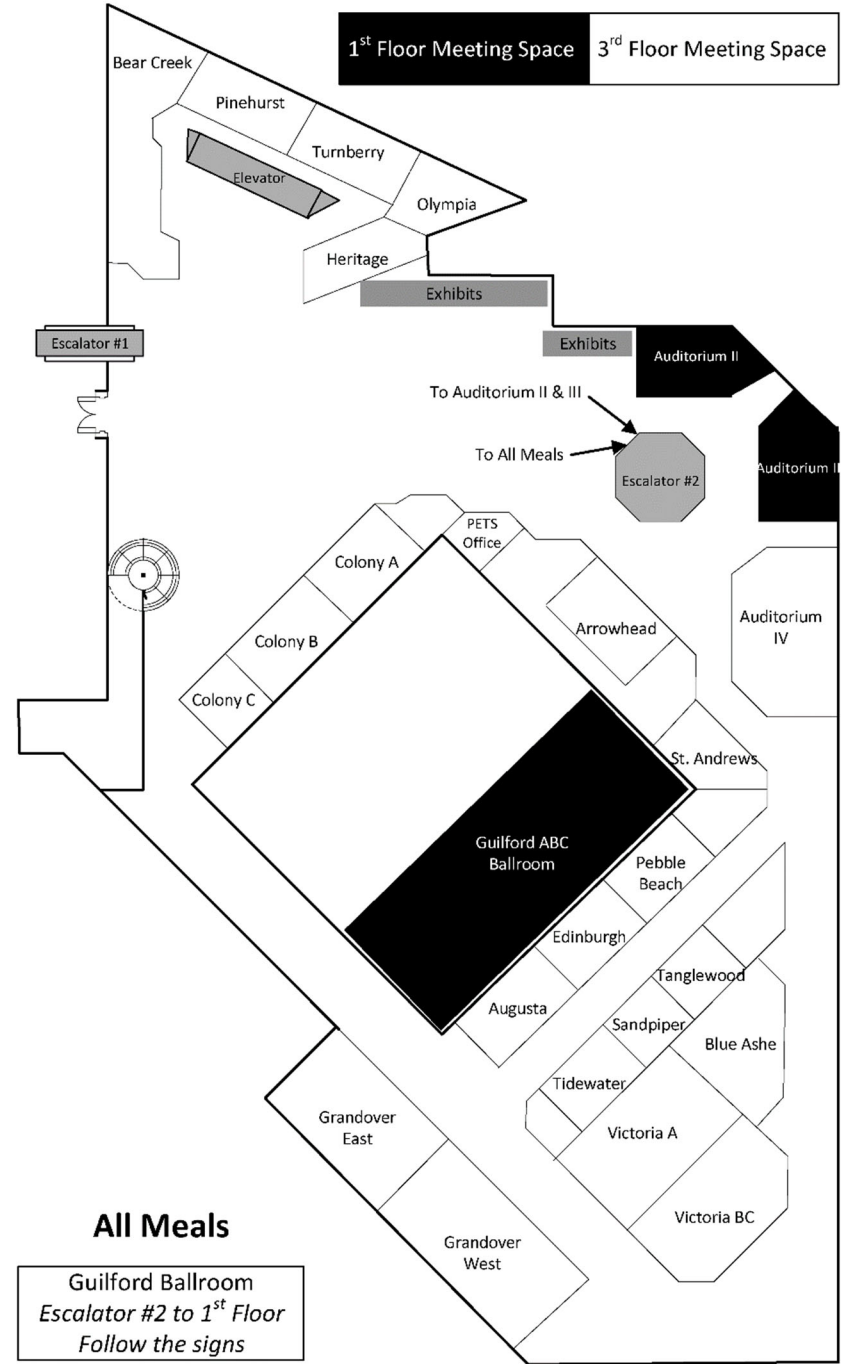 1st Floor Meeting Space
3rd Floor Meeting Space
Bear Creek
Pinehurst
Turnberry
Elevator
Olympia
Heritage
Exhibits
Escalator #1
Exhibits
Auditorium II
To Auditorium II & III
To All Meals
Escalator #2
Auditorium II
PETS
Office
Colony A
Colony B
Colony C
Arrowhead
Auditorium
IV
St. Andrews
Guilford ABC
Ballroom
Pebble
Beach
Edinburgh
Augusta
Tanglewood
Sandpiper
Blue Ashe
Tidewater
Victoria A
Victoria BC
Grandover
East
Grandover
West
All Meals
Guilford Ballroom
Escalator #2 to 1st Floor
Follow the signs